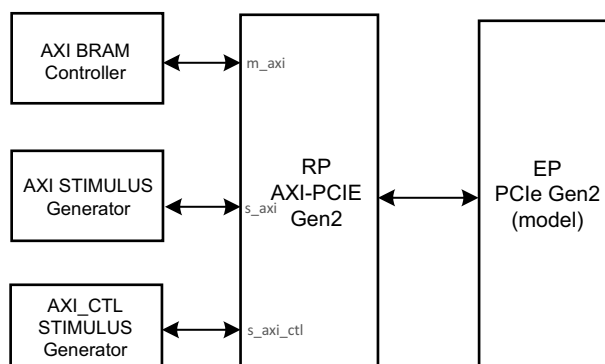 AXI BRAM
Controller
m_axi
AXI STIMULUS
Generator
s_axi
AXI_CTL
STIMULUS
Generator
s_axi_ctl
RP
AXI-PCIE
Gen2
EP
PCIe Gen2
(model)